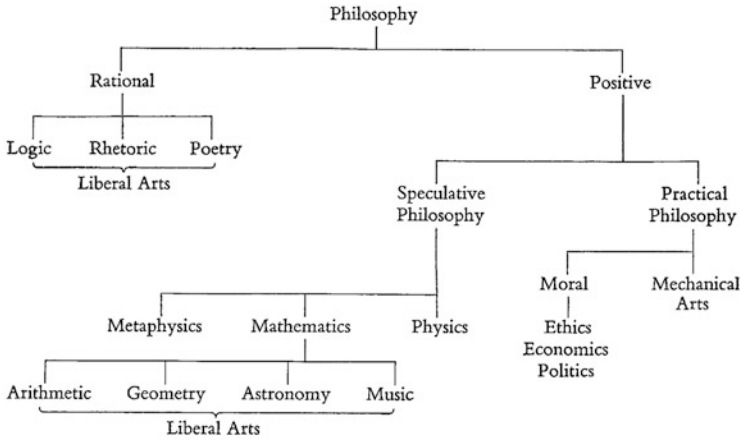 Philosophy
Rational
Positive
Logic Rhetoric Poetry
Liberal Arts
Speculative
Philosophy
Practical
Philosophy
Moral
Mechanical
Arts
Metaphysics Mathematics Physics
Ethics
Economics
Politics
Arithmetic Geometry Astronomy Music
Liberal Arts